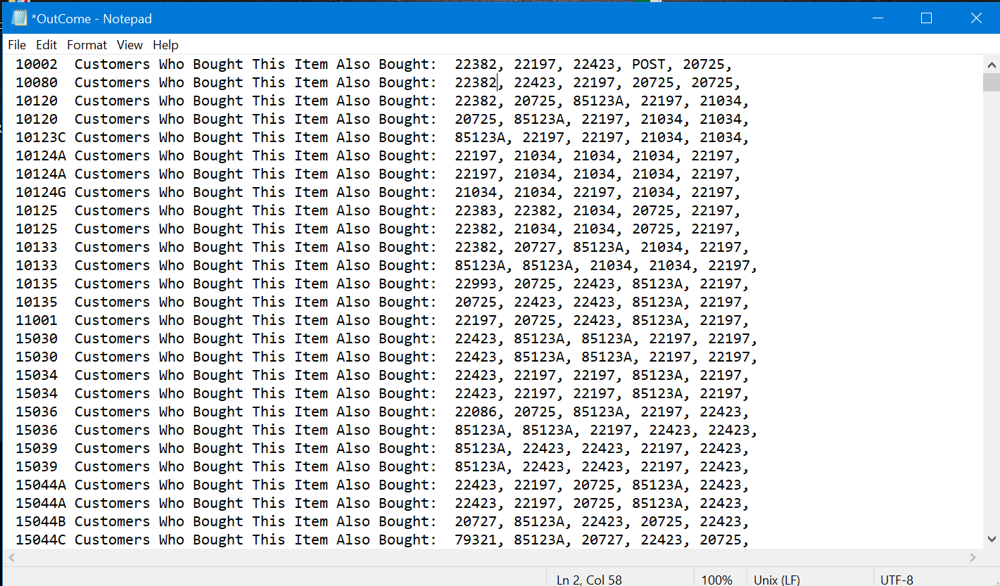 *OutCome - Notepad
File Edit Format View Help
10002 Customers Who Bought This Item Also Bought: 22382, 22197, 22423, POST, 20725,
10080 Customers Who Bought This Item Also Bought: 22382, 22423, 22197, 20725, 20725,
10120 Customers Who Bought This Item Also Bought: 22382, 20725, 85123A, 22197, 21034,
10120 Customers Who Bought This Item Also Bought: 20725, 85123A, 22197, 21034, 21034,
10123C Customers Who Bought This Item Also Bought: 85123A, 22197, 22197, 21034, 21034,
10124A Customers Who Bought This Item Also Bought: 22197, 21034, 21034, 21034, 22197,
10124A Customers Who Bought This Item Also Bought: 22197, 21034, 21034, 21034, 22197,
10124G Customers Who Bought This Item Also Bought: 21034, 21034, 22197, 21034, 22197,
10125 Customers Who Bought This Item Also Bought: 22383, 22382, 21034, 20725, 22197,
10125 Customers Who Bought This Item Also Bought: 22382, 21034, 21034, 20725, 22197,
10133 Customers Who Bought This Item Also Bought: 22382, 20727, 85123A, 21034, 22197,
10133 Customers Who Bought This Item Also Bought: 85123A, 85123A, 21034, 21034, 22197,
10135 Customers Who Bought This Item Also Bought: 22993, 20725, 22423, 85123A, 22197,
10135 Customers Who Bought This Item Also Bought: 20725, 22423, 22423, 85123A, 22197,
11001 Customers Who Bought This Item Also Bought: 22197, 20725, 22423, 85123A, 22197,
15030 Customers Who Bought This Item Also Bought: 22423, 85123A, 85123A, 22197, 22197,
15030 Customers Who Bought This Item Also Bought: 22423, 85123A, 85123A, 22197, 22197,
15034 Customers Who Bought This Item Also Bought: 22423, 22197, 22197, 85123A, 22197,
15034 Customers Who Bought This Item Also Bought: 22423, 22197, 22197, 85123A, 22197,
15036 Customers Who Bought This Item Also Bought: 22086, 20725, 85123A, 22197, 22423,
15036 Customers Who Bought This Item Also Bought: 85123A, 85123A, 22197, 22423, 22423,
15039 Customers Who Bought This Item Also Bought: 85123A, 22423, 22423, 22197, 22423,
15039 Customers Who Bought This Item Also Bought: 85123A, 22423, 22423, 22197, 22423,
15044A Customers Who Bought This Item Also Bought: 22423, 22197, 20725, 85123A, 22423,
15044A Customers Who Bought This Item Also Bought: 22423, 22197, 20725, 85123A, 22423,
15044B Customers Who Bought This Item Also Bought: 20727, 85123A, 22423, 20725, 22423,
15044C Customers Who Bought This Item Also Bought: 79321, 85123A, 20727, 22423, 20725,
Ln 2, Col 58 100% Unix (LF) UTF-8